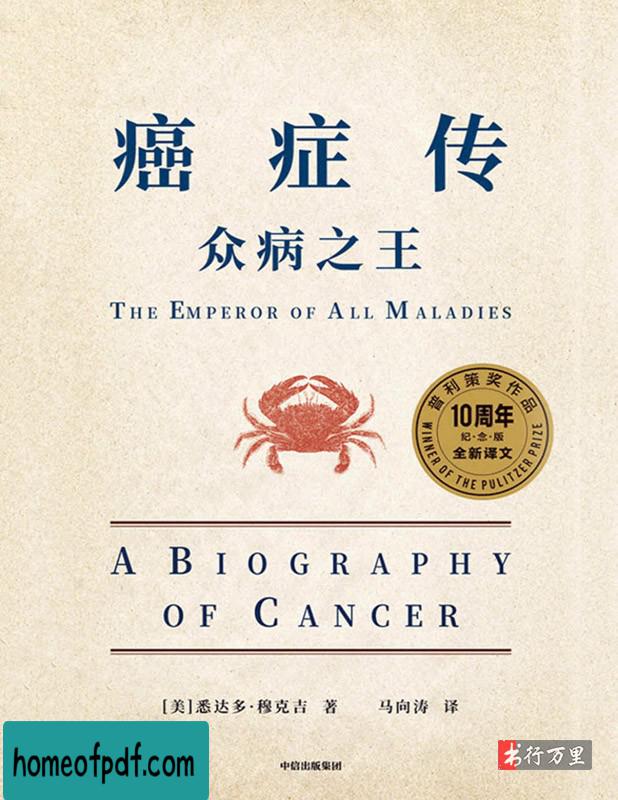 癌症传
众病之王
THE EMPEROR OF ALL MALADIES
普利策奖作品
10周年
纪·念·版
全新译文
WINNER OF THE PULITZER PRIZE
A BIOGRAPHY
OF CANCER
[美]悉达多·穆克吉 著 马向涛 译
homeofpdf.com
中信出版集团
书行万里